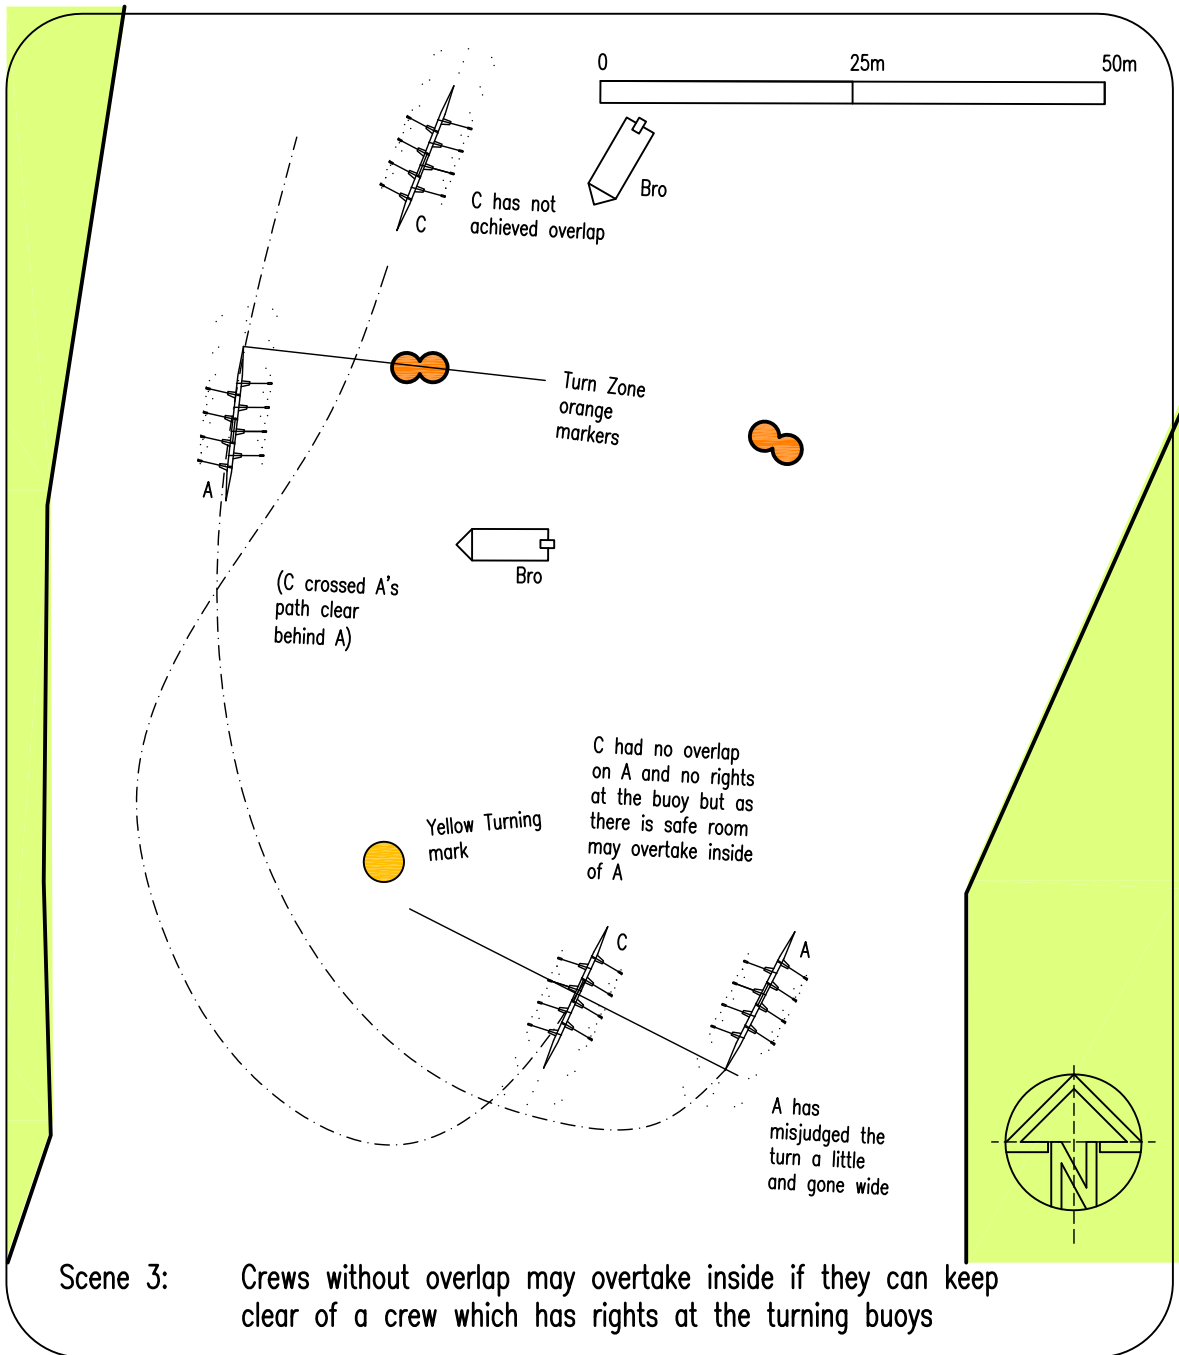 0 25m 50m
Bro
C has not
achieved overlap
C
Turn Zone
orange
markers
A
Bro
(C crossed A's
path clear
behind A)
C had no overlap
on A and no rights
at the buoy but as
there is safe room
may overtake inside
of A
Yellow Turning
mark
C
A
A has
misjudged the
turn a little
and gone wide
N
Scene 3: Crews without overlap may overtake inside if they can keep
clear of a crew which has rights at the turning buoys